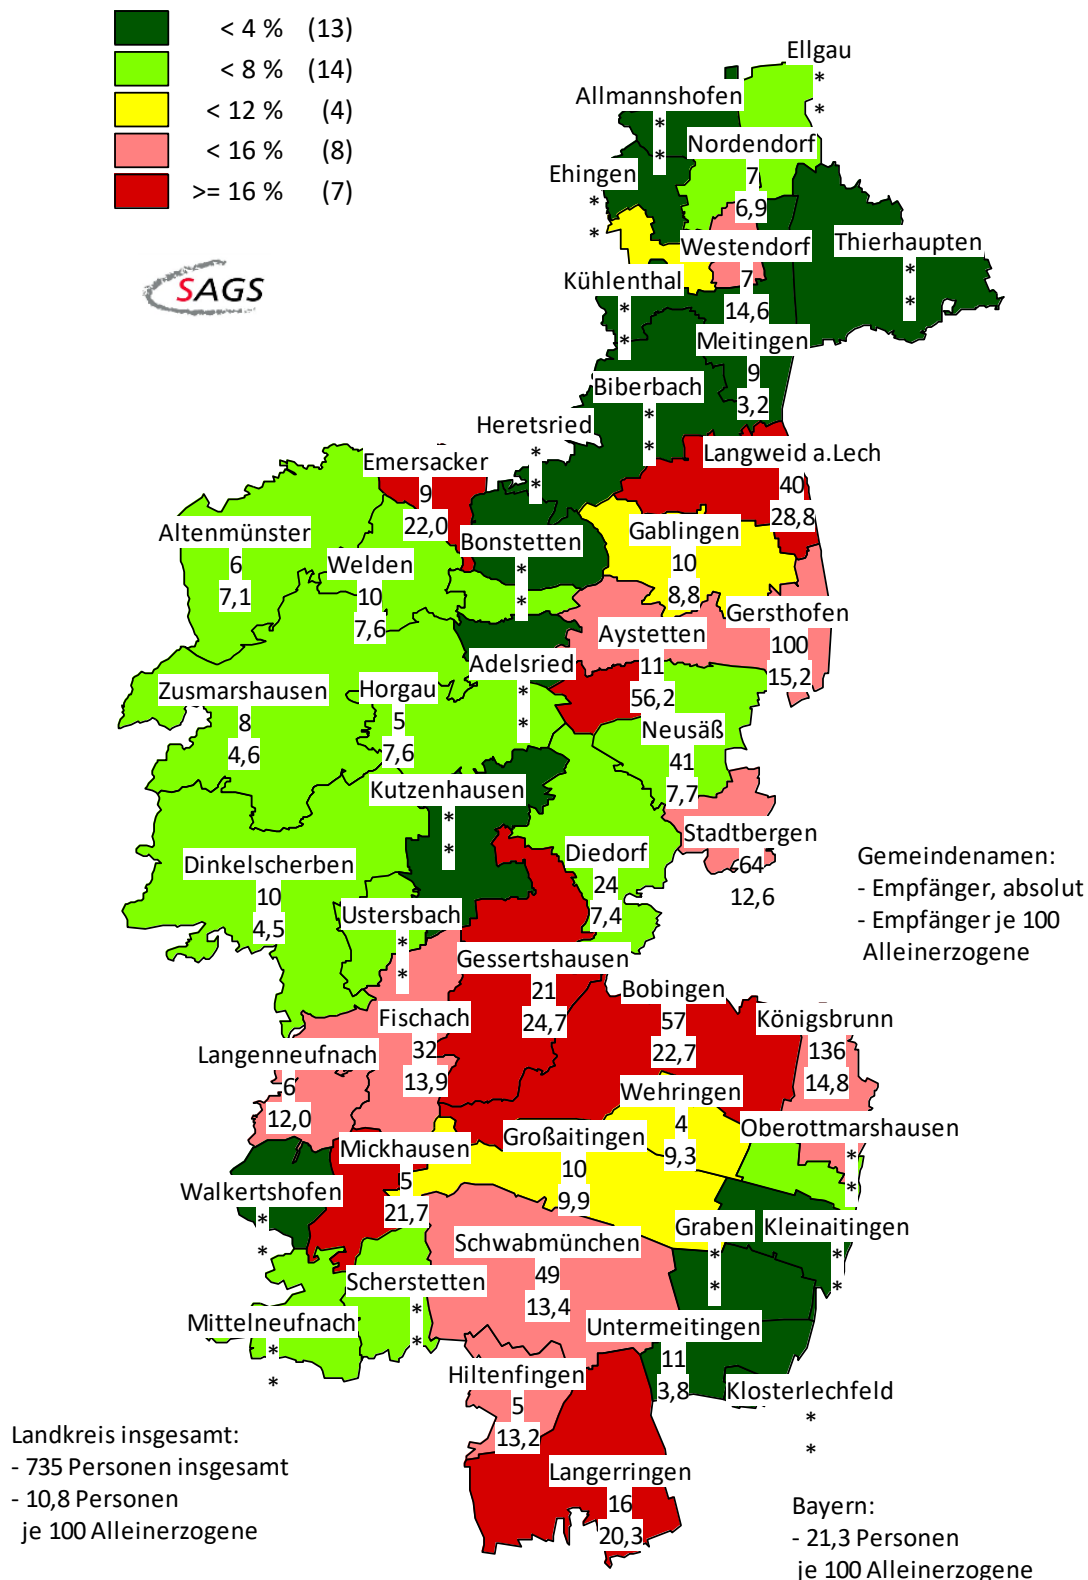 < 4 % (13)
< 8 % (14)
< 12 % (4)
< 16 % (8)
>= 16 % (7)
SAGS
Ellgau
*
*
Allmannshofen
*
*
Nordendorf
7
6,9
Ehingen
*
*
Westendorf
7
14,6
Thierhaupten
*
*
Kühlenthal
*
*
Meitingen
9
3,2
Biberbach
*
*
Heretsried
*
*
Langweid a.Lech
40
28,8
Emersacker
9
22,0
Gablingen
10
8,8
Altenmünster
6
7,1
Bonstetten
*
*
Welden
10
7,6
Gersthofen
100
15,2
Aystetten
11
56,2
Adelsried
*
*
Zusmarshausen
8
4,6
Horgau
5
7,6
Neusäß
41
7,7
Kutzenhausen
*
*
Stadtbergen
64
12,6
Diedorf
24
7,4
Dinkelscherben
10
4,5
Gemeindenamen:
- Empfänger, absolut
- Empfänger je 100
Alleinerzogene
Ustersbach
*
*
Gessertshausen
21
24,7
Bobingen
57
22,7
Fischach
32
13,9
Königsbrunn
136
14,8
Langenneufnach
6
12,0
Wehringen
4
9,3
Oberottmarshausen
*
*
Großaitingen
10
9,9
Mickhausen
5
21,7
Walkertshofen
*
*
Graben
*
*
Kleinaitingen
*
*
Schwabmünchen
49
13,4
Scherstetten
*
*
Mittelneufnach
*
*
Untermeitingen
11
3,8
Hiltenfingen
5
13,2
Klosterlechfeld
*
*
Langerringen
16
20,3
Landkreis insgesamt:
- 735 Personen insgesamt
- 10,8 Personen
je 100 Alleinerzogene
Bayern:
- 21,3 Personen
je 100 Alleinerzogene